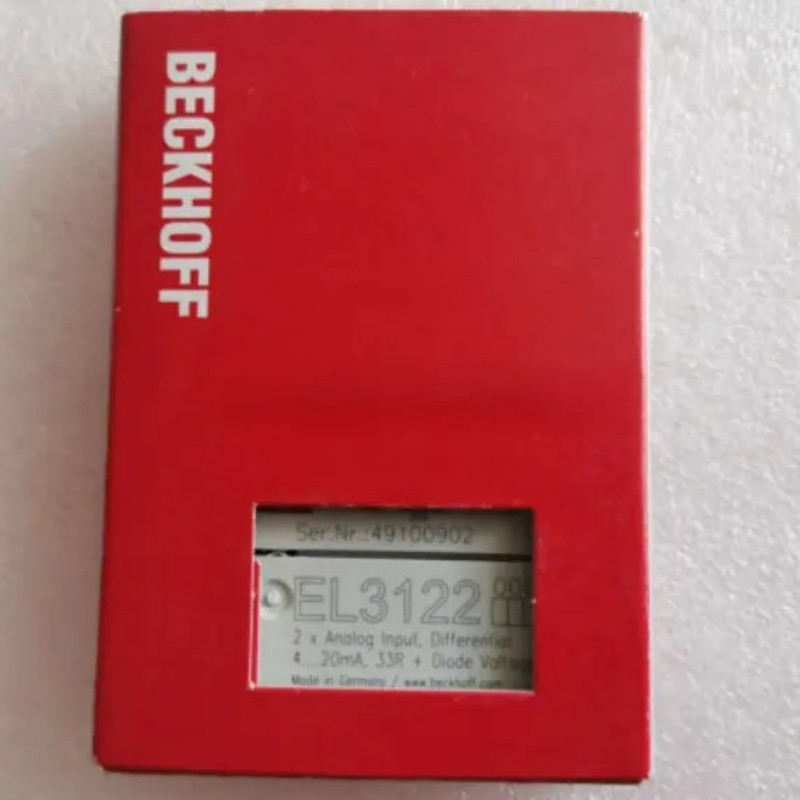 BECKHOFF
Ser.Nr.:49100902
EL3122
2 x Analog Input, Differential
4...20mA, 33R + Diode
Made in Germany / www.beckhoff.com